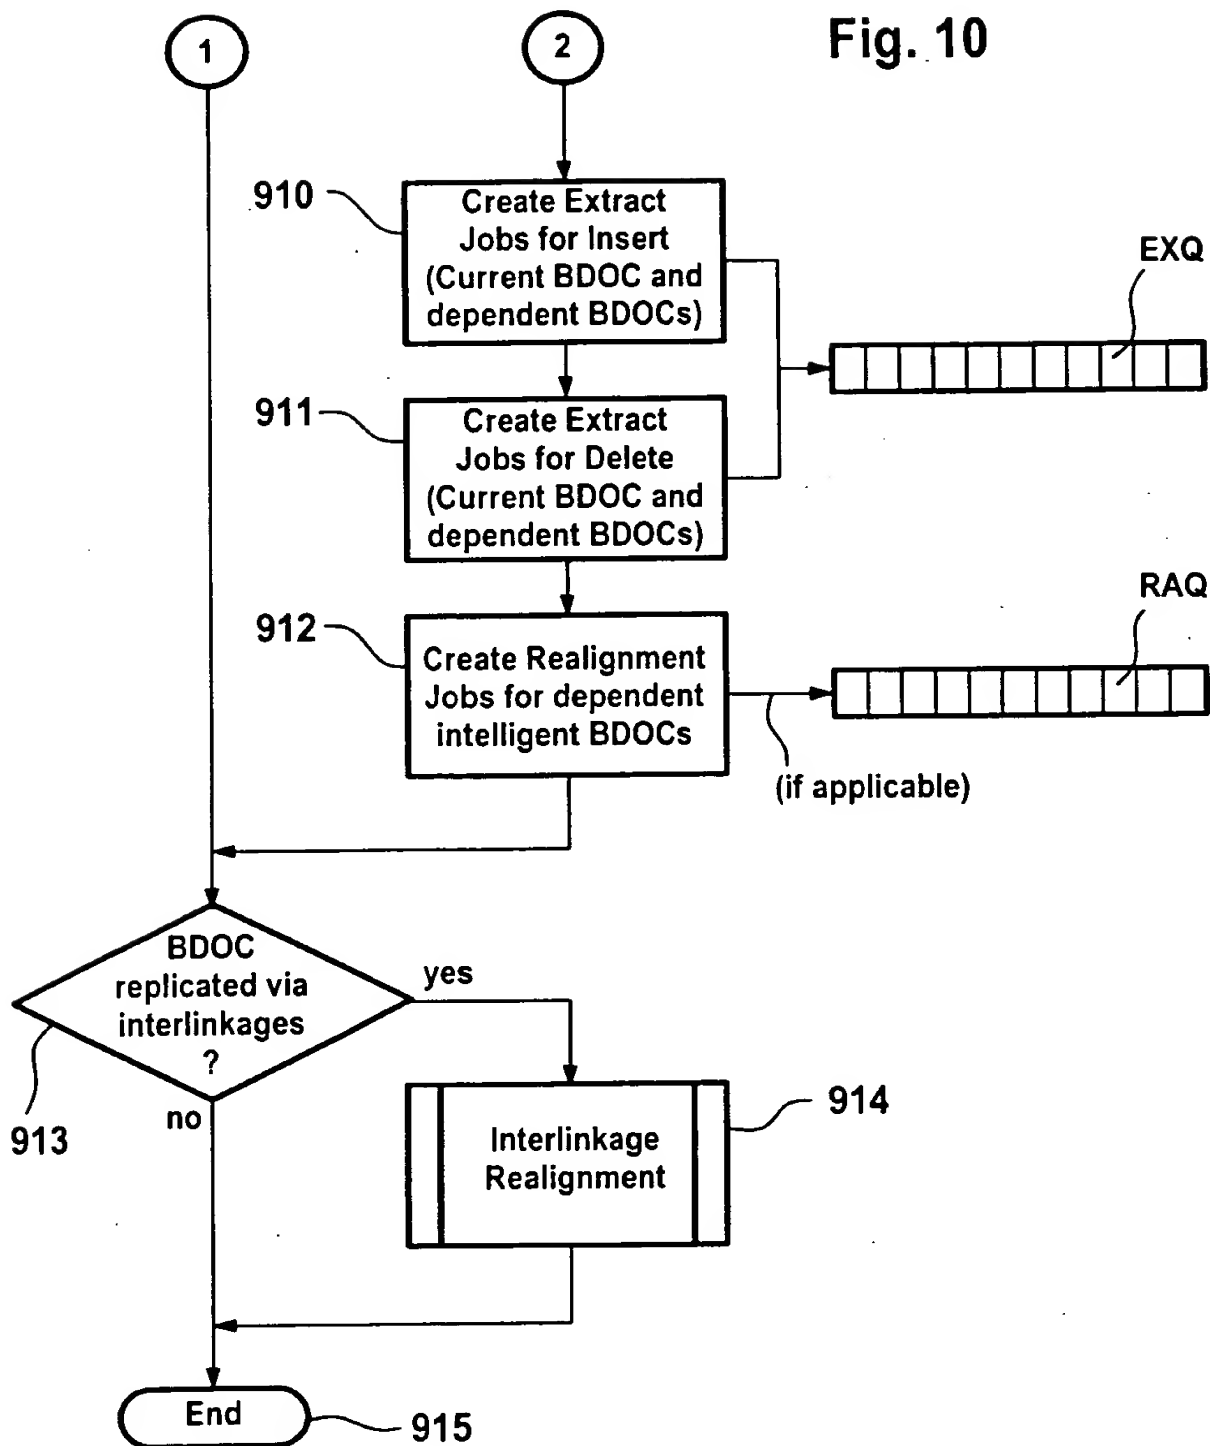 1
2
Fig. 10
910
Create Extract
Jobs for Insert
(Current BDOC and
dependent BDOCs)
EXQ
911
Create Extract
Jobs for Delete
(Current BDOC and
dependent BDOCs)
RAQ
912
Create Realignment
Jobs for dependent
intelligent BDOCs
(if applicable)
BDOC
replicated via
interlinkages
?
yes
913
no
914
Interlinkage
Realignment
End
915